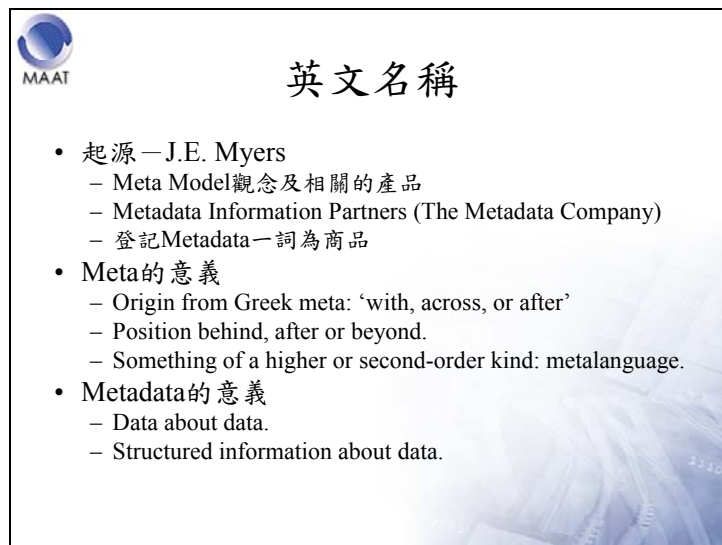 MAAT
英文名稱
• 起源－J.E. Myers
– Meta Model觀念及相關的產品
– Metadata Information Partners (The Metadata Company)
– 登記Metadata一詞為商品
• Meta的意義
– Origin from Greek meta: ‘with, across, or after’
– Position behind, after or beyond.
– Something of a higher or second-order kind: metalanguage.
• Metadata的意義
– Data about data.
– Structured information about data.